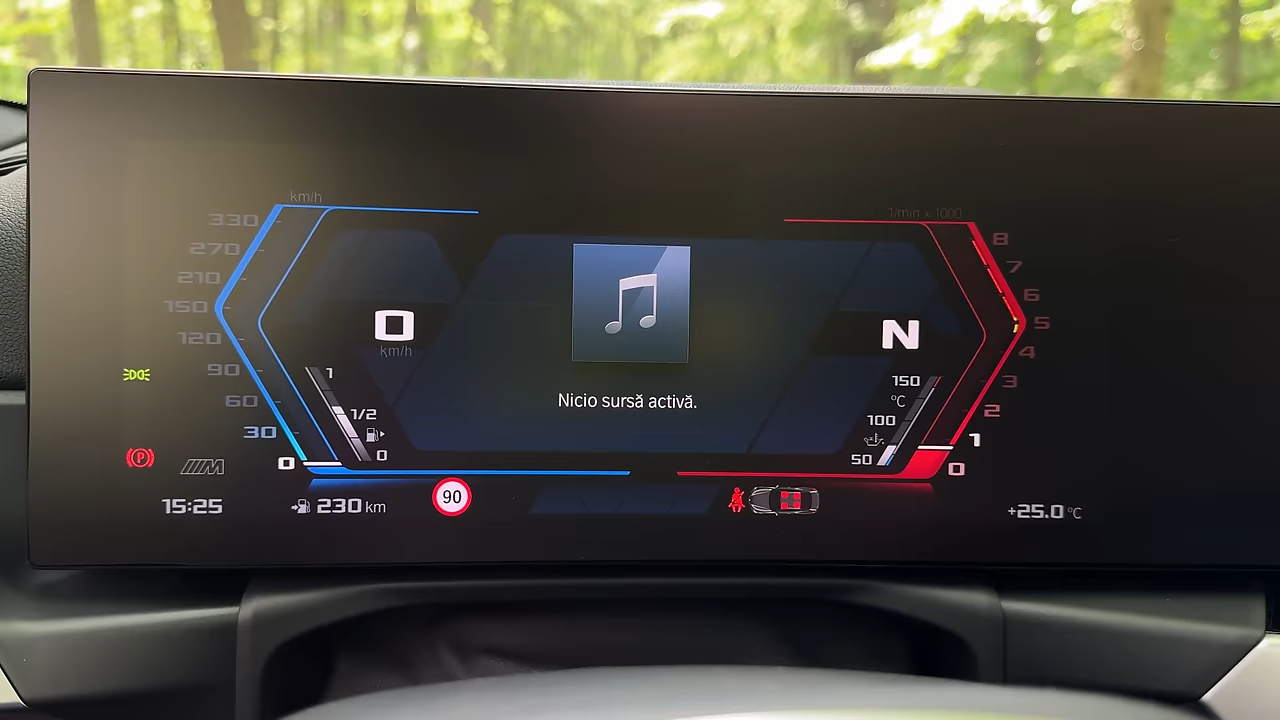 km/h
1/min x 1000
330
270
210
150
120
90
60
30
0
0
km/h
1
1/2
0
Nicio sursă activă.
N
150
°C
100
50
8
7
6
5
4
3
2
1
0
P
M
15:25
230 km
90
+25.0 °C